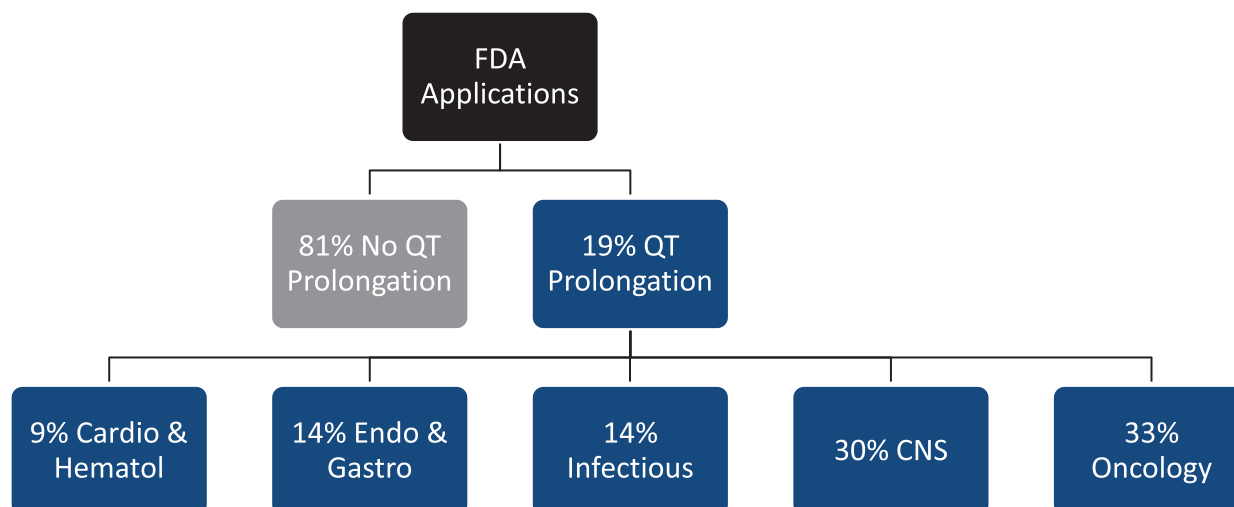 FDA
Applications
81% No QT
Prolongation
19% QT
Prolongation
9% Cardio &
Hematol
14% Endo &
Gastro
14%
Infectious
30% CNS
33%
Oncology